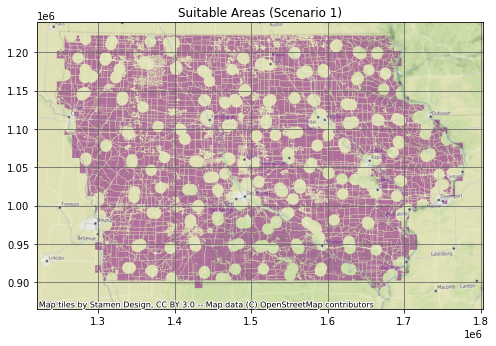 Suitable Areas (Scenario 1)
1e6
1.20
1.15
1.10
1.05
1.00
0.95
0.90
Fremont
Lincoln
Bellevue
Galesburg
Macomb
Canton
Map tiles by Stamen Design, CC BY 3.0 -- Map data (C) OpenStreetMap contributors
1.3
1.4
1.5
1.6
1.7
1.8
1e6